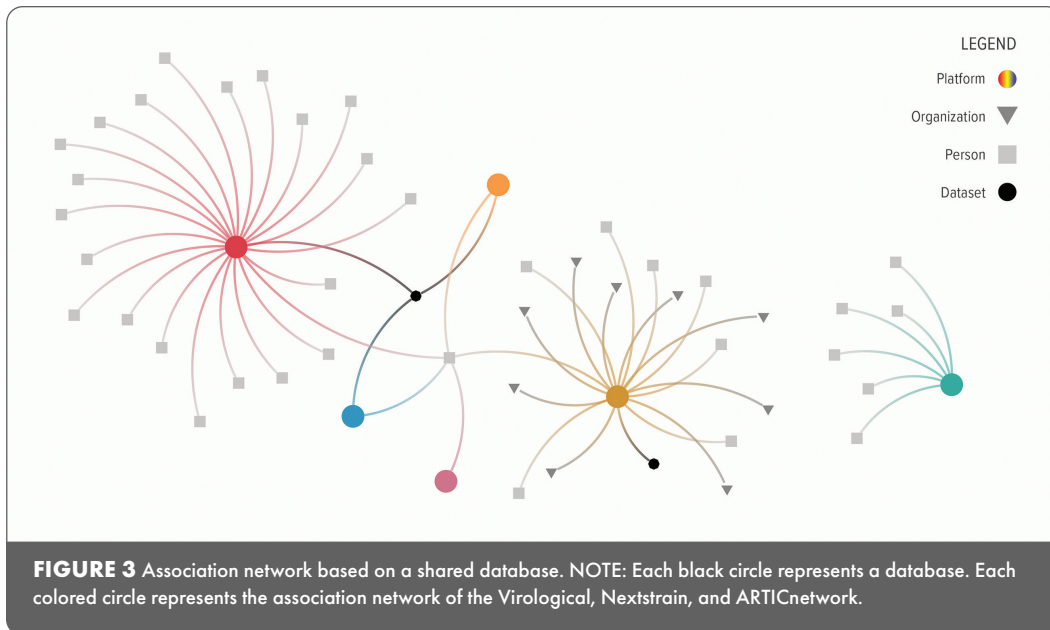 LEGEND
Platform
Organization
Person
Dataset
FIGURE 3 Association network based on a shared database. NOTE: Each black circle represents a database. Each
colored circle represents the association network of the Virological, Nextstrain, and ARTICnetwork.